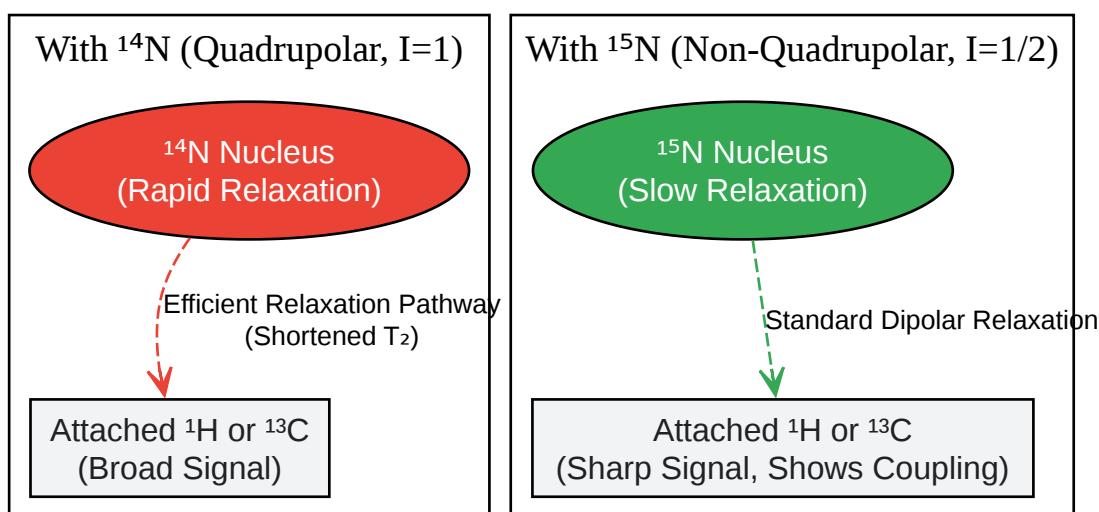 With ¹⁴N (Quadrupolar, I=1)
¹⁴N Nucleus
(Rapid Relaxation)
Efficient Relaxation Pathway
(Shortened T₂)
Attached ¹H or ¹³C
(Broad Signal)
With ¹⁵N (Non-Quadrupolar, I=1/2)
¹⁵N Nucleus
(Slow Relaxation)
Standard Dipolar Relaxation
Attached ¹H or ¹³C
(Sharp Signal, Shows Coupling)